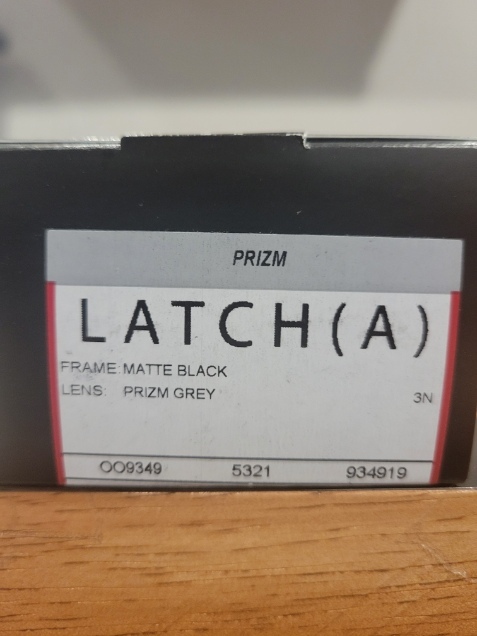 PRIZM
LATCH(A)
FRAME: MATTE BLACK
LENS: PRIZM GREY 3N
OO9349 5321 934919